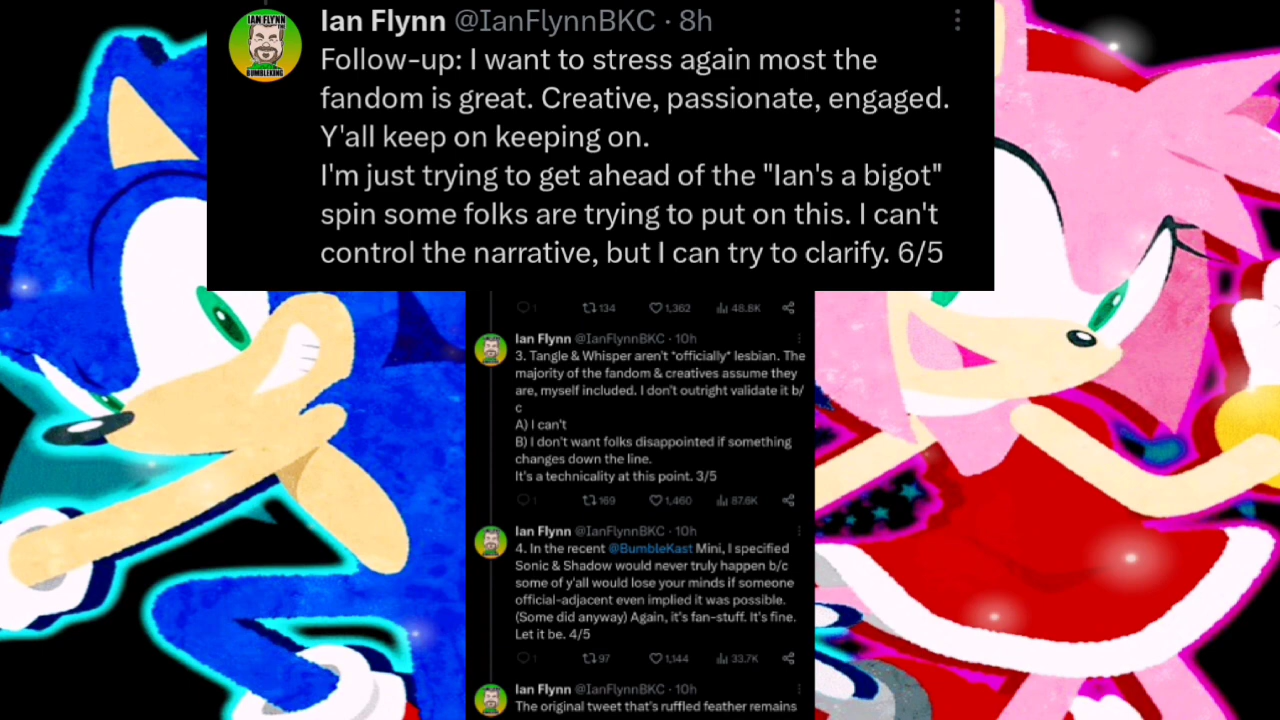 IAN FLYNN
BUMBLEKING
Ian Flynn @IanFlynnBKC · 8h
Follow-up: I want to stress again most the
fandom is great. Creative, passionate, engaged.
Y'all keep on keeping on.
I'm just trying to get ahead of the "Ian's a bigot"
spin some folks are trying to put on this. I can't
control the narrative, but I can try to clarify. 6/5
1 134 1,362 48.8K
Ian Flynn @IanFlynnBKC · 10h
3. Tangle & Whisper aren't *officially* lesbian. The
majority of the fandom & creatives assume they
are, myself included. I don't outright validate it b/
c
A) I can't
B) I don't want folks disappointed if something
changes down the line.
It's a technicality at this point. 3/5
1 169 1,460 87.6K
Ian Flynn @IanFlynnBKC · 10h
4. In the recent @BumbleKast Mini, I specified
Sonic & Shadow would never truly happen b/c
some of y'all would lose your minds if someone
official-adjacent even implied it was possible.
(Some did anyway) Again, it's fan-stuff. It's fine.
Let it be. 4/5
1 97 1,144 33.7K
Ian Flynn @IanFlynnBKC · 10h
The original tweet that's ruffled feather remains